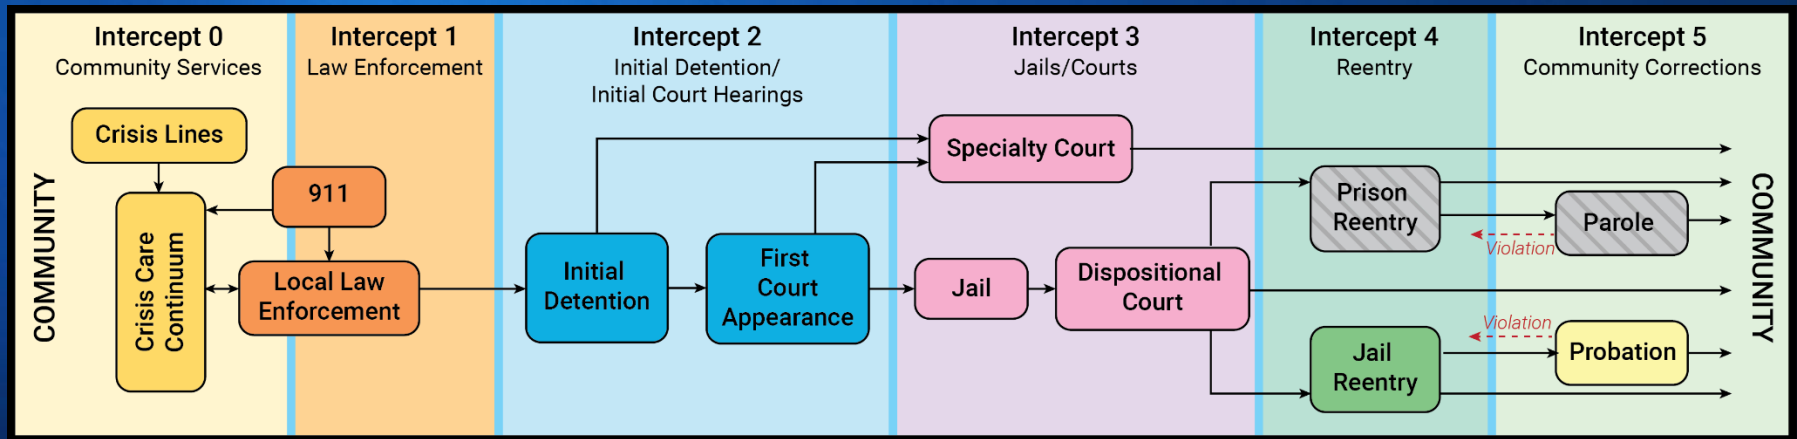 Intercept 0
Community Services
Intercept 1
Law Enforcement
Intercept 2
Initial Detention/
Initial Court Hearings
Intercept 3
Jails/Courts
Intercept 4
Reentry
Intercept 5
Community Corrections
COMMUNITY
Crisis Lines
Crisis Care
Continuum
911
Local Law
Enforcement
Initial
Detention
First
Court
Appearance
Specialty Court
Jail
Dispositional
Court
Prison
Reentry
Parole
Violation
Jail
Reentry
Violation
Probation
COMMUNITY